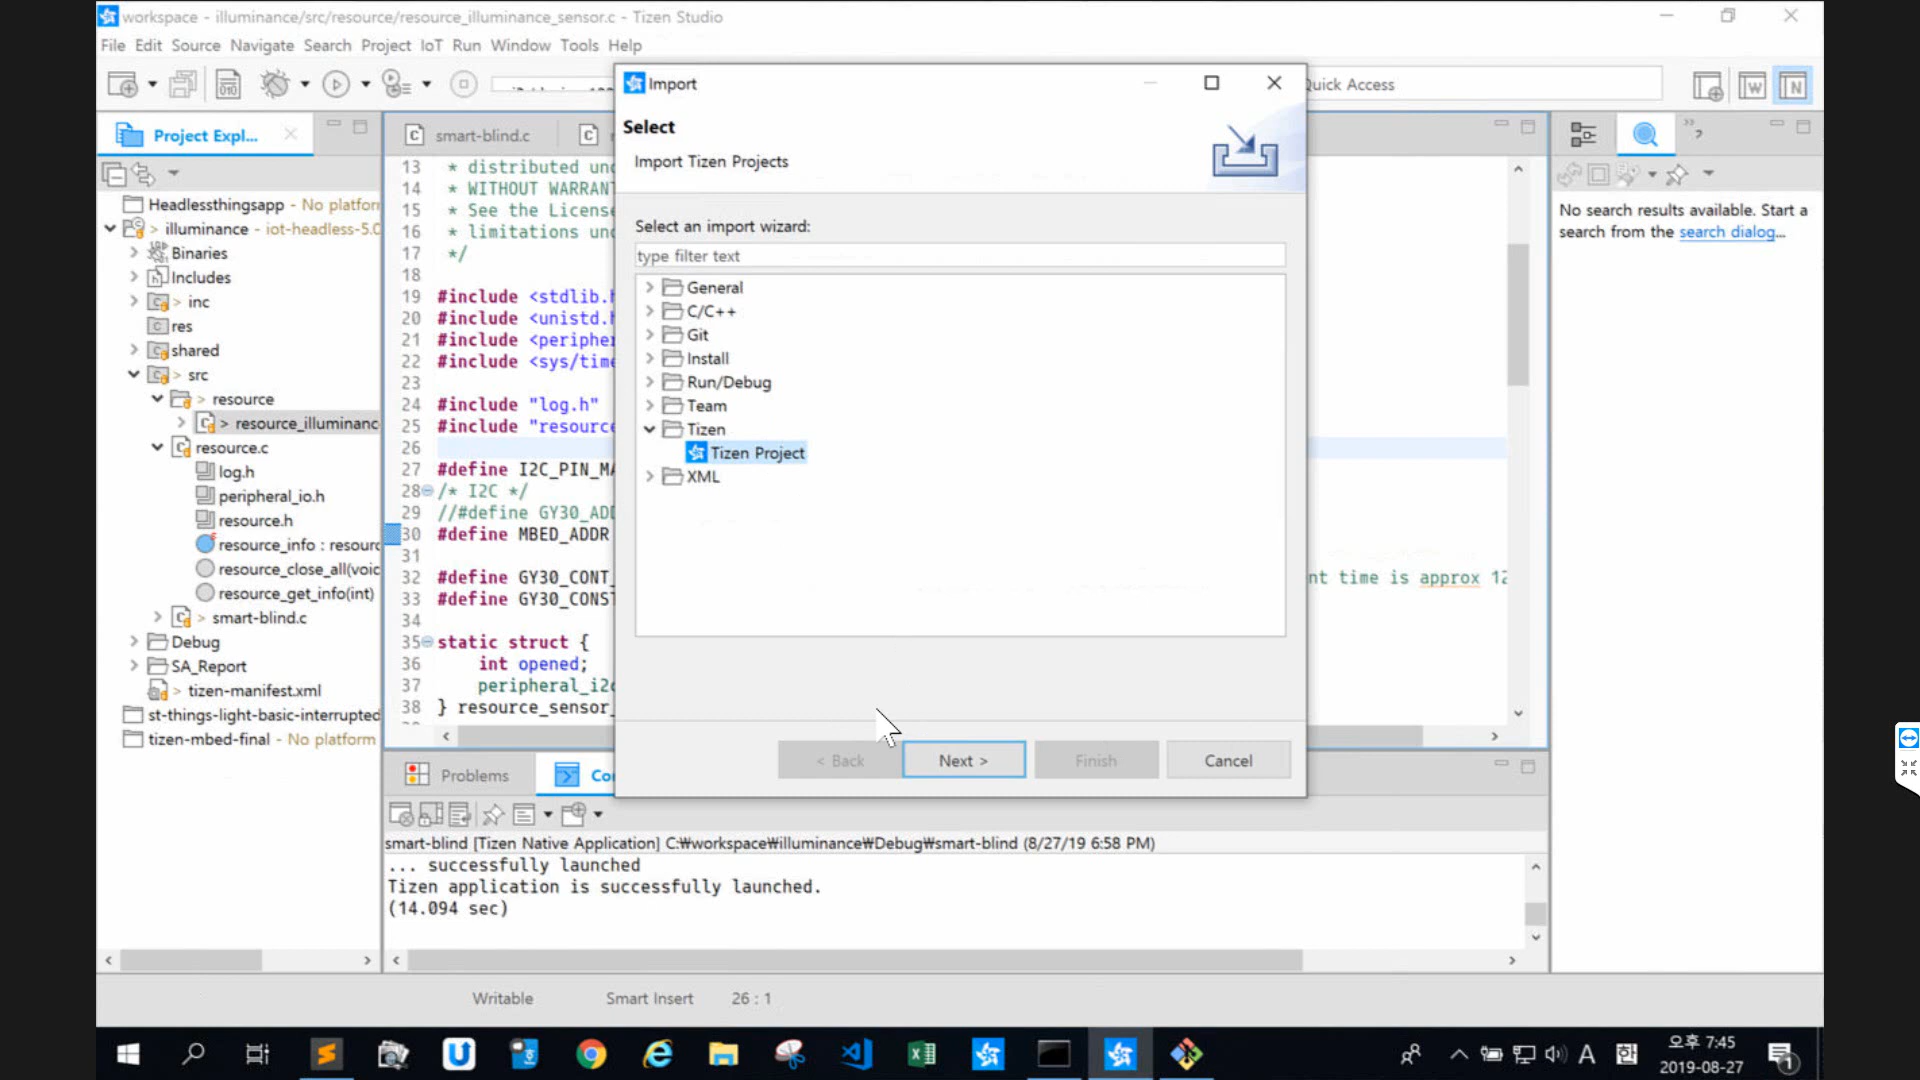 workspace - illuminance/src/resource/resource_illuminance_sensor.c - Tizen Studio
File Edit Source Navigate Search Project IoT Run Window Tools Help
Quick Access
Project Expl...
Headlessthingsapp - No platfor
> illuminance - iot-headless-5.0
Binaries
Includes
> inc
res
shared
> src
> resource
> resource_illuminanc
resource.c
log.h
peripheral_io.h
resource.h
resource_info : resourc
resource_close_all(voic
resource_get_info(int)
> smart-blind.c
Debug
SA_Report
> tizen-manifest.xml
st-things-light-basic-interrupted
tizen-mbed-final - No platform
smart-blind.c
13 * distributed und
14 * WITHOUT WARRANT
15 * See the License
16 * limitations und
17 */
18
19 #include <stdlib.h
20 #include <unistd.h
21 #include <peripher
22 #include <sys/time
23
24 #include "log.h"
25 #include "resource
26
27 #define I2C_PIN_MA
28 /* I2C */
29 //#define GY30_ADD
30 #define MBED_ADDR
31
32 #define GY30_CONT_
nt time is approx 12
33 #define GY30_CONST
34
35 static struct {
36 int opened;
37 peripheral_i2c
38 } resource_sensor_
Import
Select
Import Tizen Projects
Select an import wizard:
type filter text
General
C/C++
Git
Install
Run/Debug
Team
Tizen
Tizen Project
XML
< Back
Next >
Finish
Cancel
No search results available. Start a
search from the search dialog...
Problems
Co
smart-blind [Tizen Native Application] C:₩workspace₩illuminance₩Debug₩smart-blind (8/27/19 6:58 PM)
... successfully launched
Tizen application is successfully launched.
(14.094 sec)
Writable
Smart Insert
26 : 1
A
한
오후 7:45
2019-08-27
1